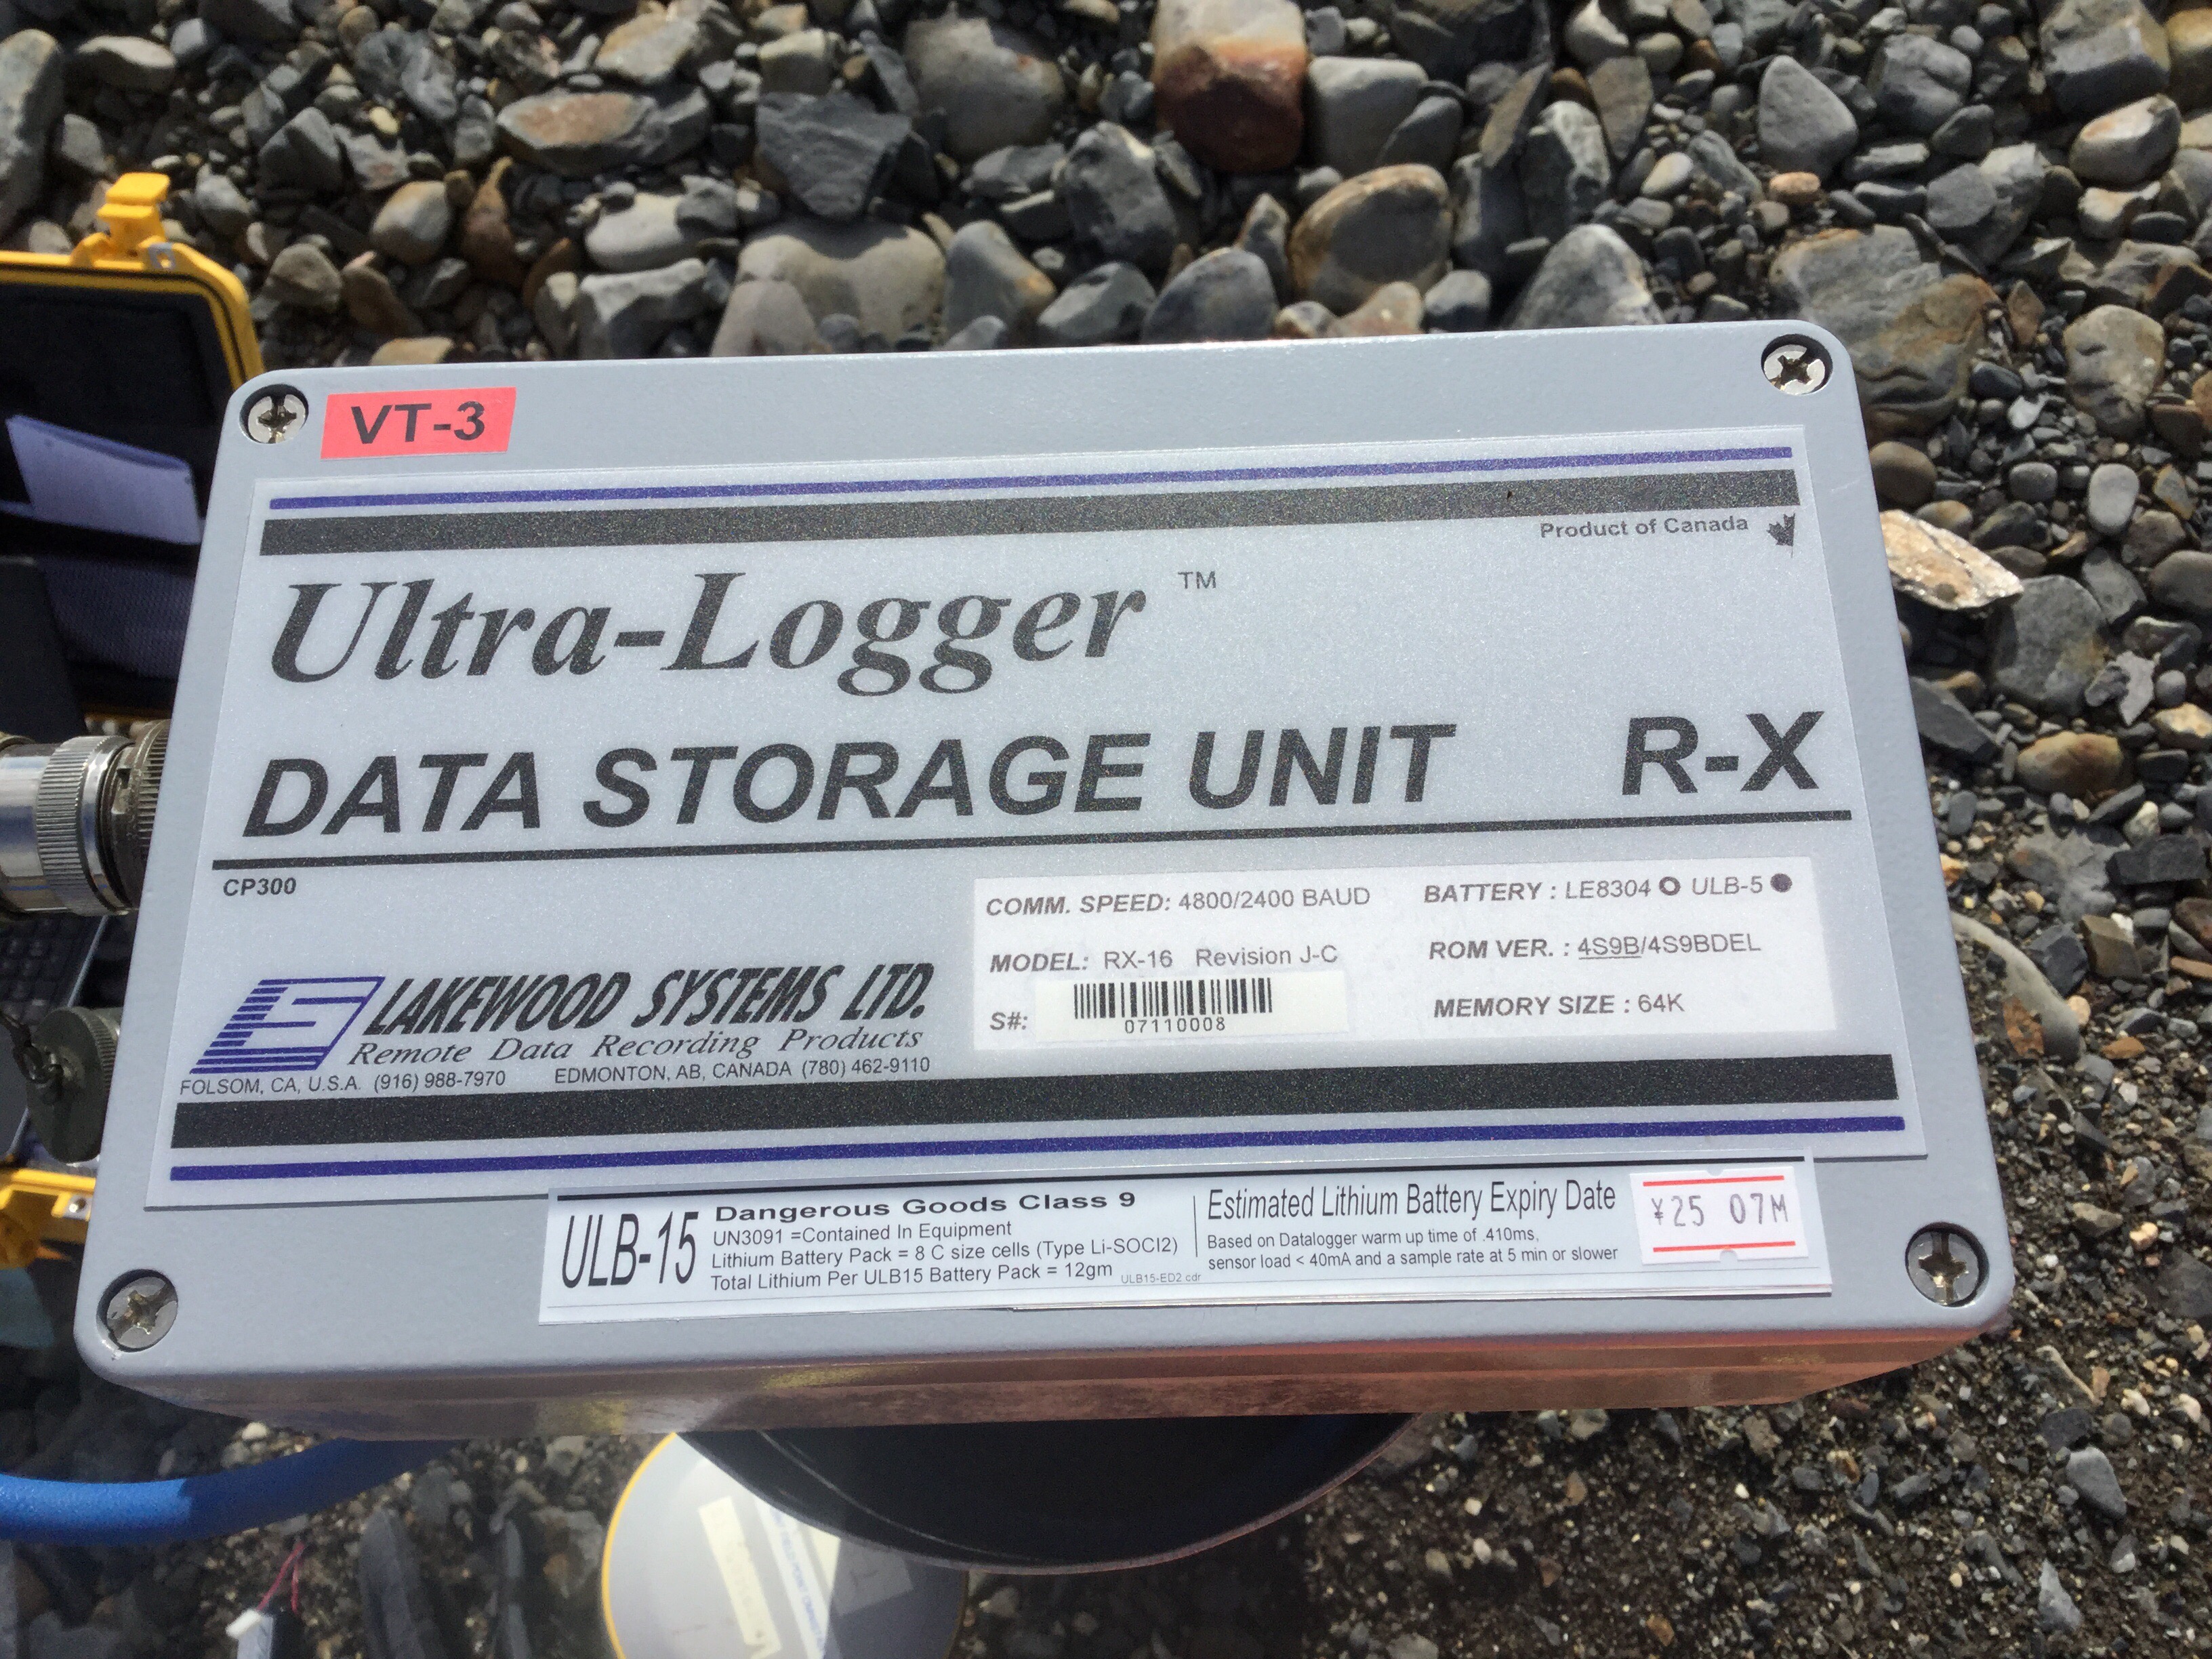 VT-3
Product of Canada
Ultra-Logger ™
DATA STORAGE UNIT R-X
CP300
COMM. SPEED: 4800/2400 BAUD BATTERY : LE8304 ULB-5
MODEL: RX-16 Revision J-C ROM VER. : 4S9B/4S9BDEL
S#: 07110008 MEMORY SIZE : 64K
LAKEWOOD SYSTEMS LTD.
Remote Data Recording Products
FOLSOM, CA, U.S.A. (916) 988-7970 EDMONTON, AB, CANADA (780) 462-9110
ULB-15
Dangerous Goods Class 9
UN3091 =Contained In Equipment
Lithium Battery Pack = 8 C size cells (Type Li-SOCl2)
Total Lithium Per ULB15 Battery Pack = 12gm
ULB15-ED2.cdr
Estimated Lithium Battery Expiry Date
Based on Datalogger warm up time of .410ms,
sensor load < 40mA and a sample rate at 5 min or slower
¥25 07M